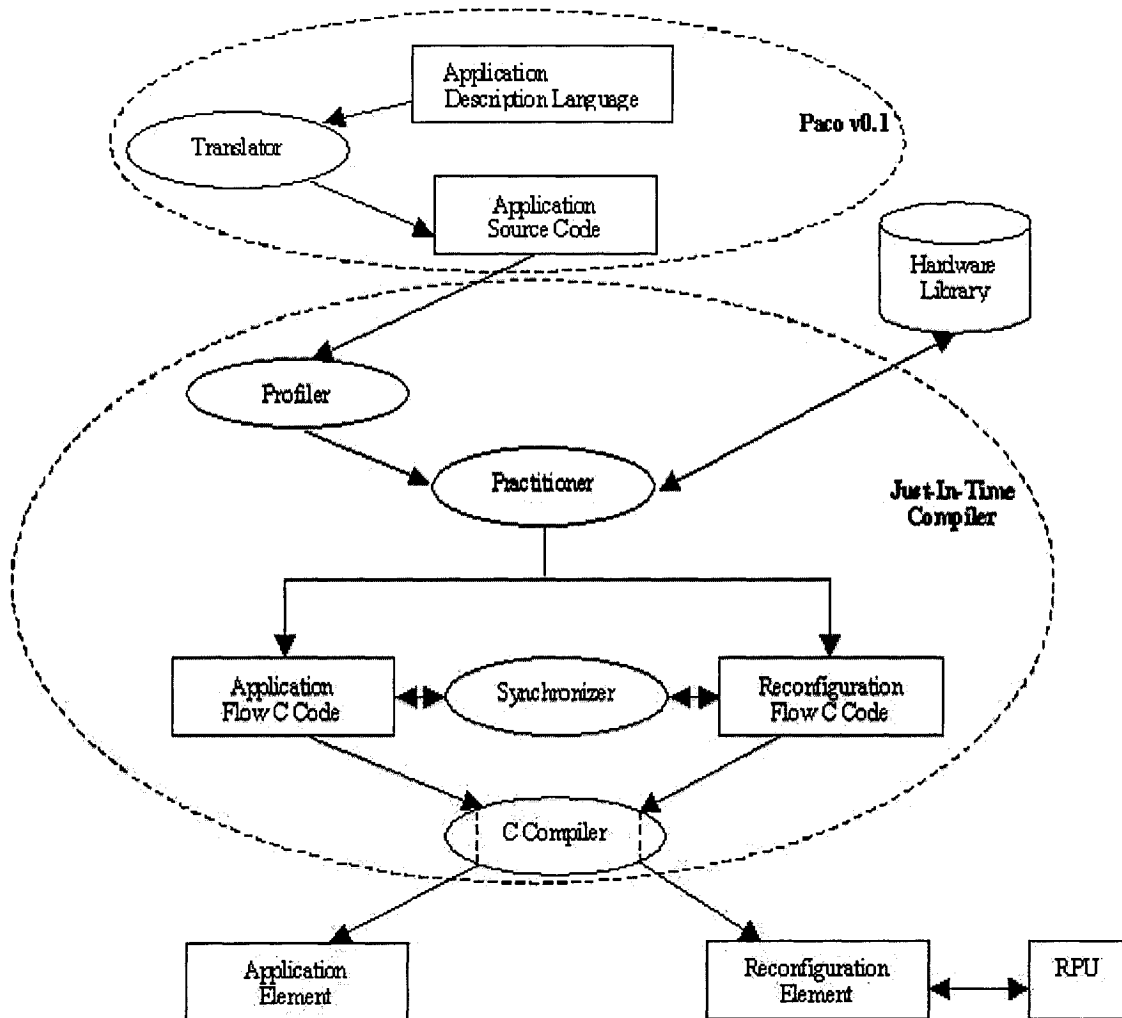 Application
Description Language
Paco v0.1
Translator
Application
Source Code
Hardware
Library
Profiler
Practitioner
Just-In-Time
Compiler
Application
Flow C Code
Synchronizer
Reconfiguration
Flow C Code
C Compiler
Application
Element
Reconfiguration
Element
RPU